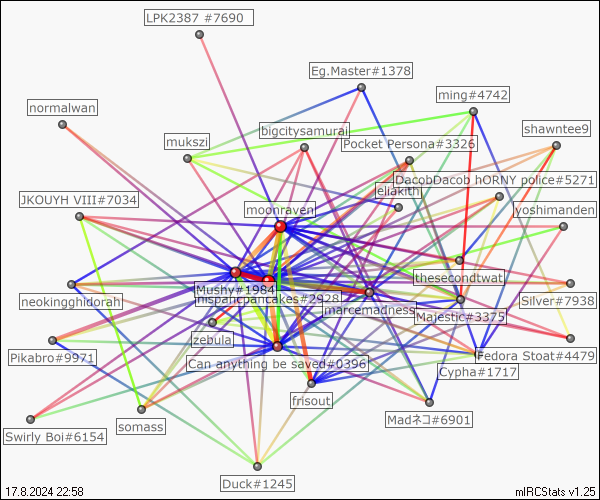 LPK2387 #7690
Eg.Master#1378
ming#4742
normalwan
bigcitysamurai
shawntee9
mukszi
Pocket Persona#3326
DacobDacob hORNY police#5271
eliakith
JKOUYH VIII#7034
moonraven
yoshimanden
thesecondtwat
Mushy#1984
hispanicpancakes#2928
neokingghidorah
marcemadness
Silver#7938
Majestic#3375
zebula
Pikabro#9971
Can anything be saved#0396
Fedora Stoat#4479
Cypha#1717
frisout
Madネコ#6901
somass
Swirly Boi#6154
Duck#1245
17.8.2024 22:58
mIRCStats v1.25